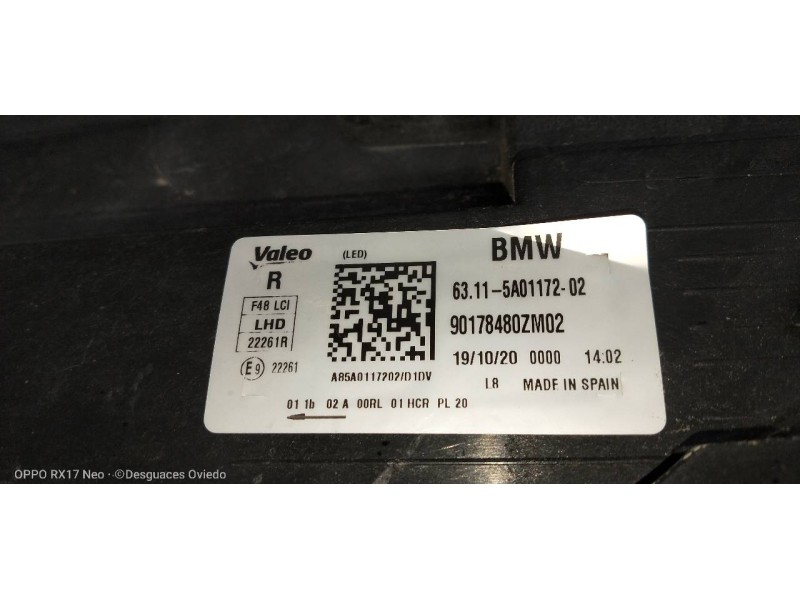 Valeo (LED) BMW
R
63.11-5A01172-02
F48 LCI
LHD
22261R
90178480ZM02
19/10/20 0000 14:02
E9 22261
A85A0117202/D1DV
L8 MADE IN SPAIN
01 1b 02 A 00RL 01 HCR PL 20
OPPO RX17 Neo · ©Desguaces Oviedo